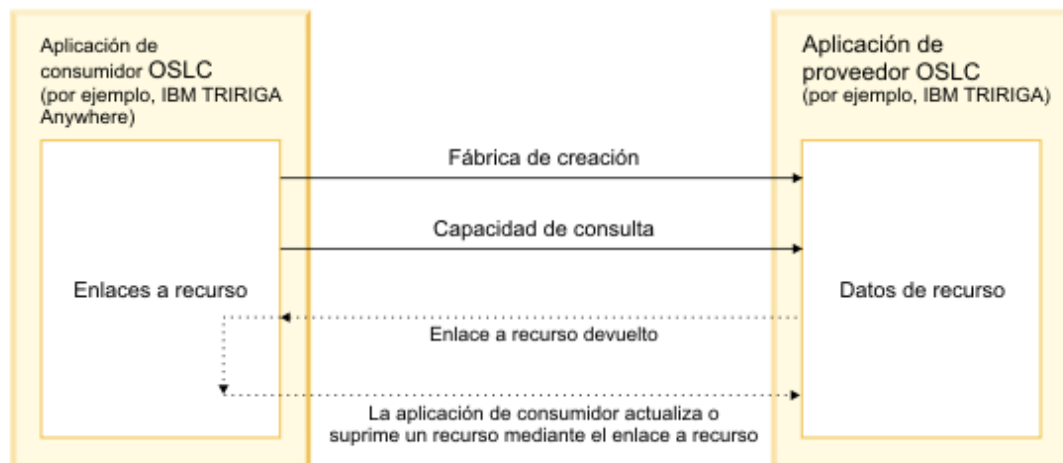 Aplicación de
consumidor OSLC
(por ejemplo, IBM TRIRIGA
Anywhere)
Aplicación de
proveedor OSLC
(por ejemplo, IBM TRIRIGA)
Fábrica de creación
Capacidad de consulta
Enlaces a recurso
Datos de recurso
Enlace a recurso devuelto
La aplicación de consumidor actualiza o
suprime un recurso mediante el enlace a recurso